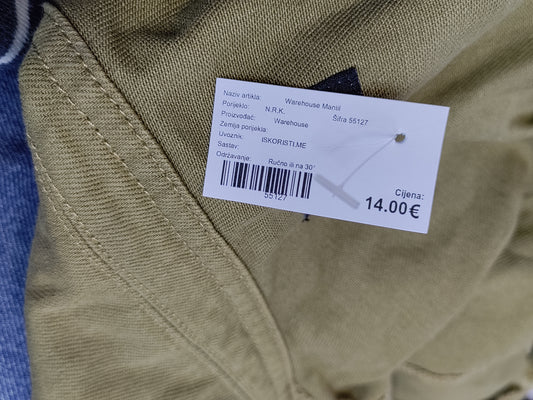 Naziv artikla: Warehouse Mantil
Porijeklo: N.R.K. Šifra 55127
Proizvođač: Warehouse
Zemlja porijekla:
Uvoznik: ISKORISTI.ME
Sastav:
Održavanje: Ručno ili na 30°
55127
Cijena:
14.00€